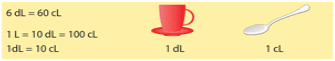 6 dL = 60 cL
1 L = 10 dL = 100 cL
1dL = 10 cL
1 dL
1 cL